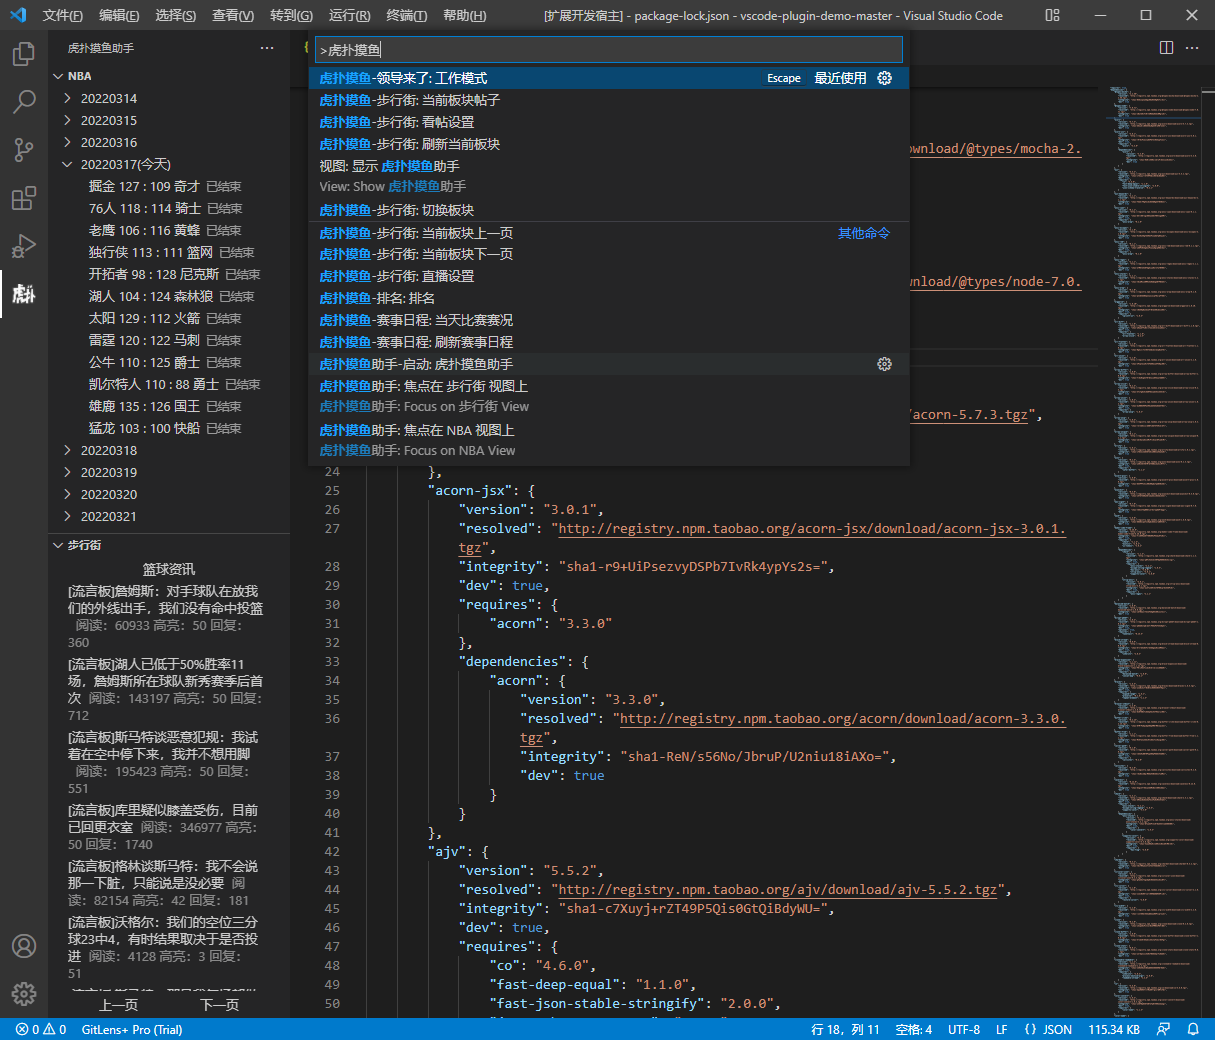 文件(F) 编辑(E) 选择(S) 查看(V) 转到(G) 运行(R) 终端(T) 帮助(H) [扩展开发宿主] - package-lock.json - vscode-plugin-demo-master - Visual Studio Code
虎扑摸鱼助手
NBA
20220314
20220315
20220316
20220317(今天)
掘金 127 : 109 奇才 已结束
76人 118 : 114 骑士 已结束
老鹰 106 : 116 黄蜂 已结束
独行侠 113 : 111 篮网 已结束
开拓者 98 : 128 尼克斯 已结束
湖人 104 : 124 森林狼 已结束
太阳 129 : 112 火箭 已结束
雷霆 120 : 122 马刺 已结束
公牛 110 : 125 爵士 已结束
凯尔特人 110 : 88 勇士 已结束
雄鹿 135 : 126 国王 已结束
猛龙 103 : 100 快船 已结束
20220318
20220319
20220320
20220321
步行街
篮球资讯
[流言板]詹姆斯：对手球队在放我
们的外线出手，我们没有命中投篮
阅读：60933 高亮：50 回复：
360
[流言板]湖人已低于50%胜率11
场，詹姆斯所在球队新秀赛季后首
次 阅读：143197 高亮：50 回复：
712
[流言板]斯马特谈恶意犯规：我试
着在空中停下来，我并不想用脚
阅读：195423 高亮：50 回复：
551
[流言板]库里疑似膝盖受伤，目前
已回更衣室 阅读：346977 高亮：
50 回复：1740
[流言板]格林谈斯马特：我不会说
那一下脏，只能说是没必要 阅
读：82154 高亮：42 回复：181
[流言板]沃格尔：我们的空位三分
球23中4，有时结果取决于是否投
进 阅读：4128 高亮：3 回复：
51
上一页 下一页
>虎扑摸鱼
虎扑摸鱼-领导来了: 工作模式 Escape 最近使用
虎扑摸鱼-步行街: 当前板块帖子
虎扑摸鱼-步行街: 看帖设置
虎扑摸鱼-步行街: 刷新当前板块
视图: 显示 虎扑摸鱼助手
View: Show 虎扑摸鱼助手
虎扑摸鱼-步行街: 切换板块
虎扑摸鱼-步行街: 当前板块上一页 其他命令
虎扑摸鱼-步行街: 当前板块下一页
虎扑摸鱼-步行街: 直播设置
虎扑摸鱼-排名: 排名
虎扑摸鱼-赛事日程: 当天比赛赛况
虎扑摸鱼-赛事日程: 刷新赛事日程
虎扑摸鱼助手-启动: 虎扑摸鱼助手
虎扑摸鱼助手: 焦点在 步行街 视图上
虎扑摸鱼助手: Focus on 步行街 View
虎扑摸鱼助手: 焦点在 NBA 视图上
虎扑摸鱼助手: Focus on NBA View
ownload/@types/mocha-2.
wnload/@types/node-7.0.
/acorn-5.7.3.tgz",
24 },
25 "acorn-jsx": {
26 "version": "3.0.1",
27 "resolved": "http://registry.npm.taobao.org/acorn-jsx/download/acorn-jsx-3.0.1.
tgz",
28 "integrity": "sha1-r9+UiPsezvyDSPb7IvRk4ypYs2s=",
29 "dev": true,
30 "requires": {
31 "acorn": "3.3.0"
32 },
33 "dependencies": {
34 "acorn": {
35 "version": "3.3.0",
36 "resolved": "http://registry.npm.taobao.org/acorn/download/acorn-3.3.0.
tgz",
37 "integrity": "sha1-ReN/s56No/JbruP/U2niu18iAXo=",
38 "dev": true
39 }
40 }
41 },
42 "ajv": {
43 "version": "5.5.2",
44 "resolved": "http://registry.npm.taobao.org/ajv/download/ajv-5.5.2.tgz",
45 "integrity": "sha1-c7Xuyj+rZT49P5Qis0GtQiBdyWU=",
46 "dev": true,
47 "requires": {
48 "co": "4.6.0",
49 "fast-deep-equal": "1.1.0",
50 "fast-json-stable-stringify": "2.0.0",
0 0 GitLens+ Pro (Trial) 行 18，列 11 空格: 4 UTF-8 LF {} JSON 115.34 KB